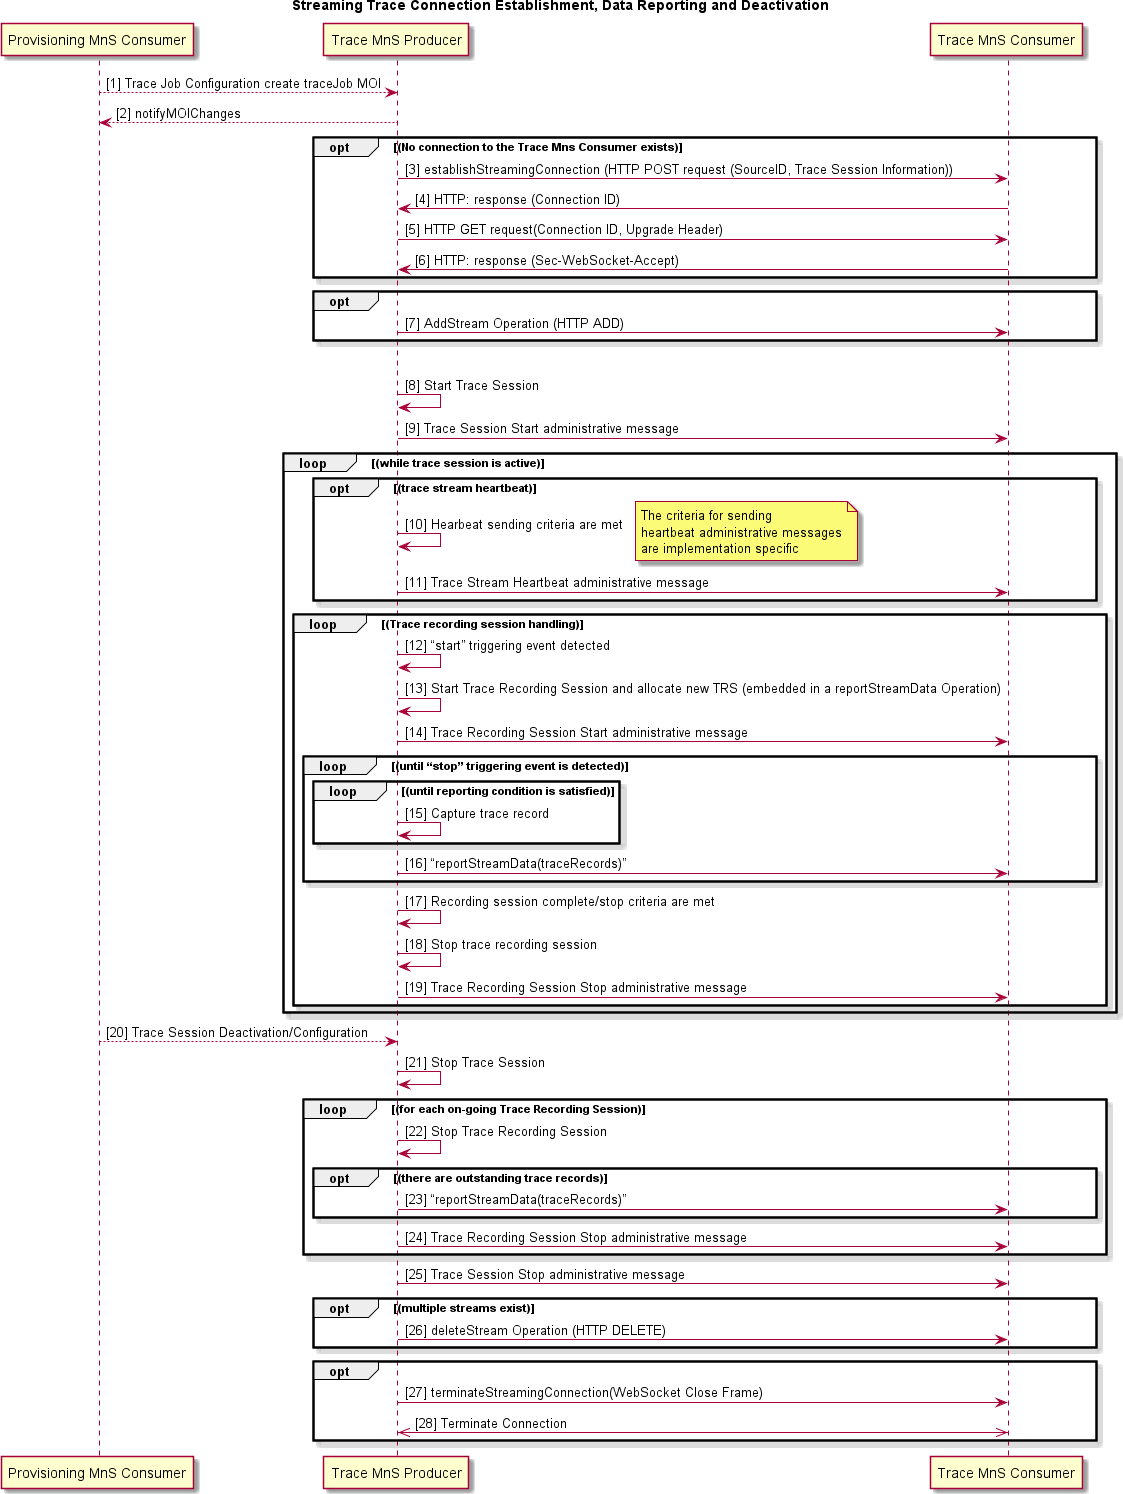 Streaming Trace Connection Establishment, Data Reporting and Deactivation
Provisioning MnS Consumer
Trace MnS Producer
Trace MnS Consumer
[1] Trace Job Configuration create traceJob MOI
[2] notifyMOIChanges
opt [(No connection to the Trace Mns Consumer exists)]
[3] establishStreamingConnection (HTTP POST request (SourceID, Trace Session Information))
[4] HTTP: response (Connection ID)
[5] HTTP GET request(Connection ID, Upgrade Header)
[6] HTTP: response (Sec-WebSocket-Accept)
opt
[7] AddStream Operation (HTTP ADD)
[8] Start Trace Session
[9] Trace Session Start administrative message
loop [(while trace session is active)]
opt [(trace stream heartbeat)]
[10] Hearbeat sending criteria are met
The criteria for sending
heartbeat administrative messages
are implementation specific
[11] Trace Stream Heartbeat administrative message
loop [(Trace recording session handling)]
[12] “start” triggering event detected
[13] Start Trace Recording Session and allocate new TRS (embedded in a reportStreamData Operation)
[14] Trace Recording Session Start administrative message
loop [(until “stop” triggering event is detected)]
loop [(until reporting condition is satisfied)]
[15] Capture trace record
[16] “reportStreamData(traceRecords)”
[17] Recording session complete/stop criteria are met
[18] Stop trace recording session
[19] Trace Recording Session Stop administrative message
[20] Trace Session Deactivation/Configuration
[21] Stop Trace Session
loop [(for each on-going Trace Recording Session)]
[22] Stop Trace Recording Session
opt [(there are outstanding trace records)]
[23] “reportStreamData(traceRecords)”
[24] Trace Recording Session Stop administrative message
[25] Trace Session Stop administrative message
opt [(multiple streams exist)]
[26] deleteStream Operation (HTTP DELETE)
opt
[27] terminateStreamingConnection(WebSocket Close Frame)
[28] Terminate Connection
Provisioning MnS Consumer
Trace MnS Producer
Trace MnS Consumer